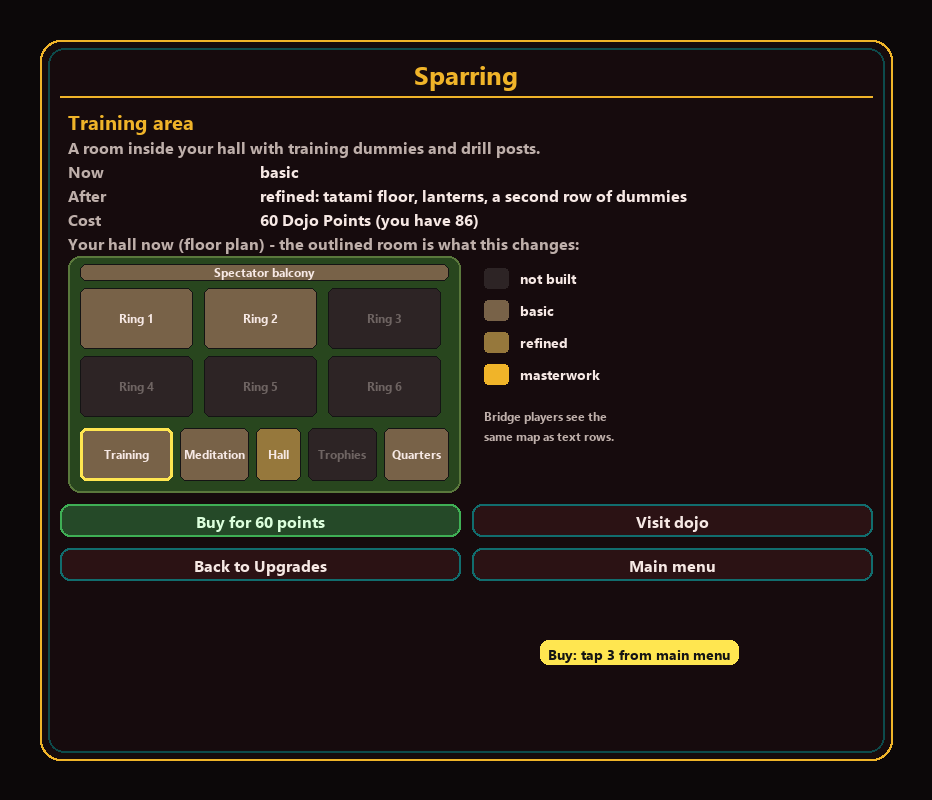 Sparring
Training area
A room inside your hall with training dummies and drill posts.
Now basic
After refined: tatami floor, lanterns, a second row of dummies
Cost 60 Dojo Points (you have 86)
Your hall now (floor plan) - the outlined room is what this changes:
Spectator balcony
Ring 1 Ring 2 Ring 3
Ring 4 Ring 5 Ring 6
Training Meditation Hall Trophies Quarters
not built
basic
refined
masterwork
Bridge players see the
same map as text rows.
Buy for 60 points Visit dojo
Back to Upgrades Main menu
Buy: tap 3 from main menu